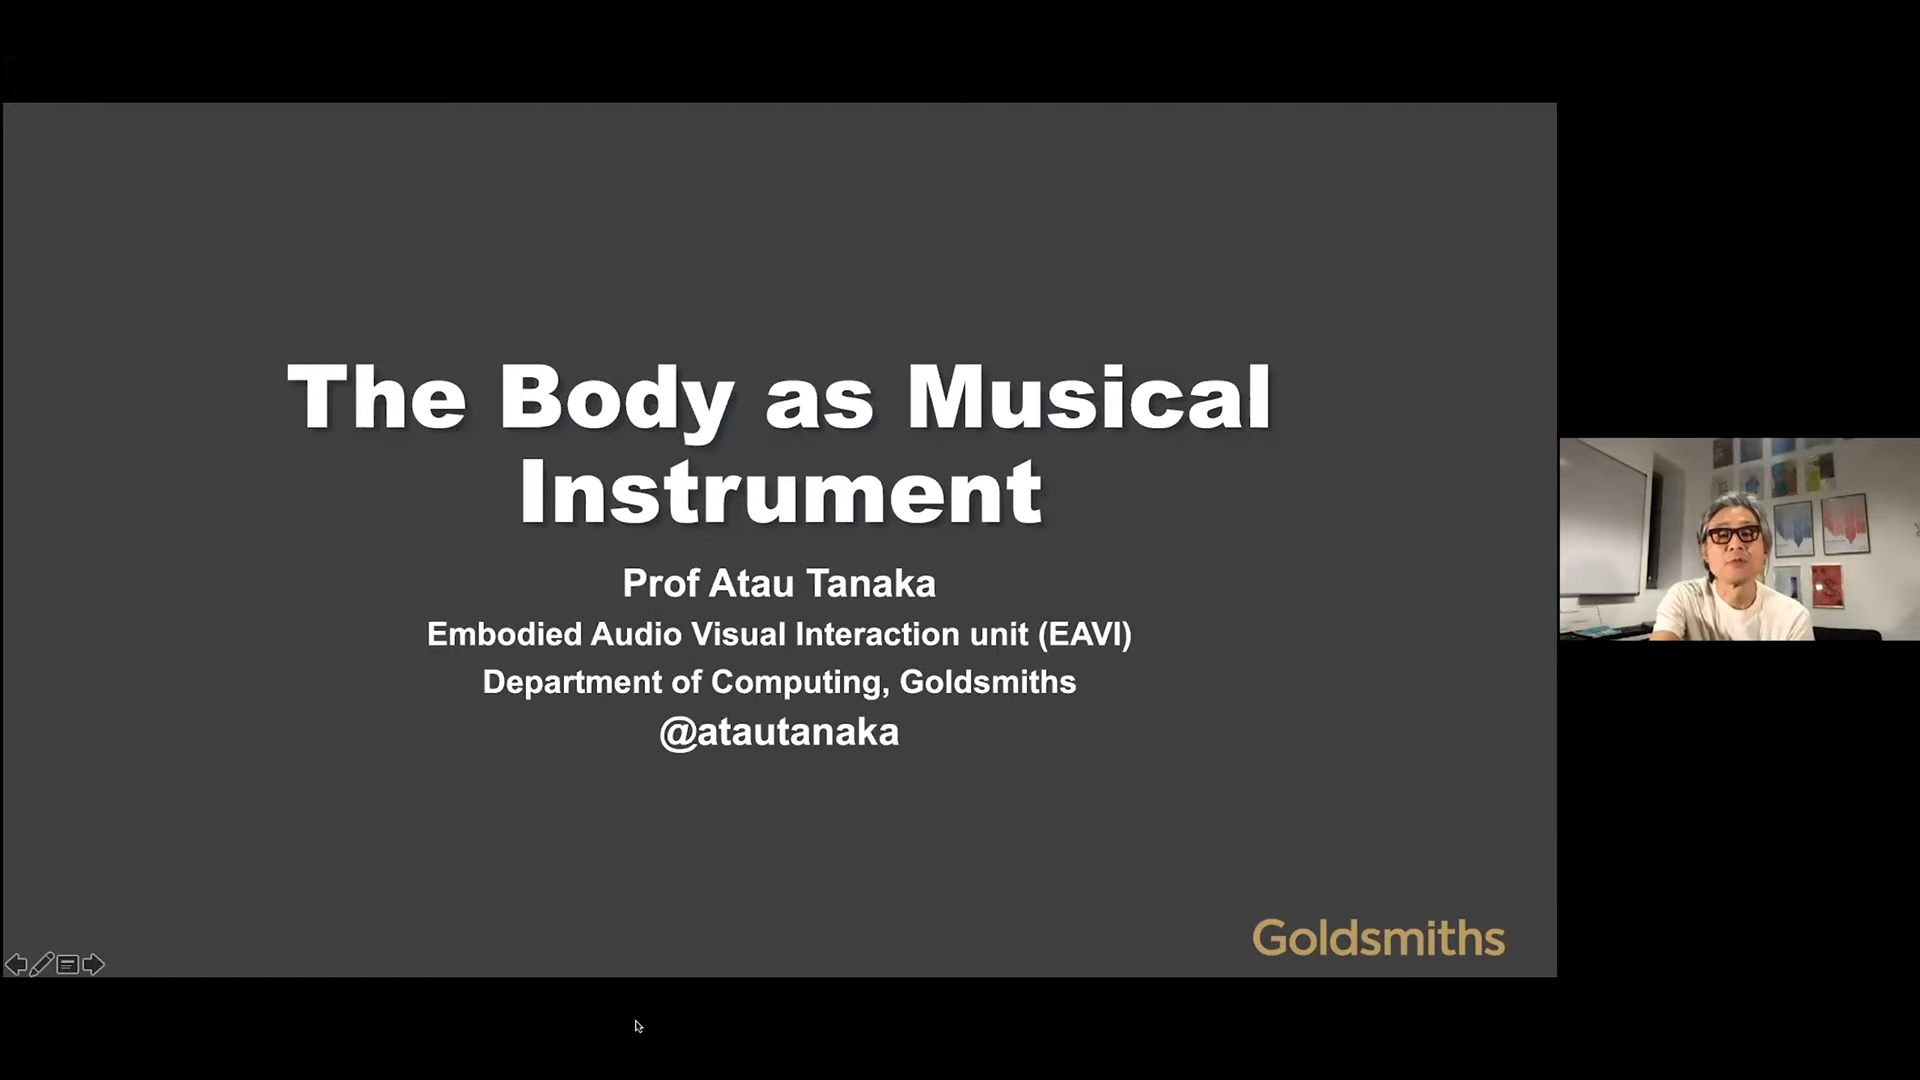 The Body as Musical
Instrument
Prof Atau Tanaka
Embodied Audio Visual Interaction unit (EAVI)
Department of Computing, Goldsmiths
@atautanaka
Goldsmiths